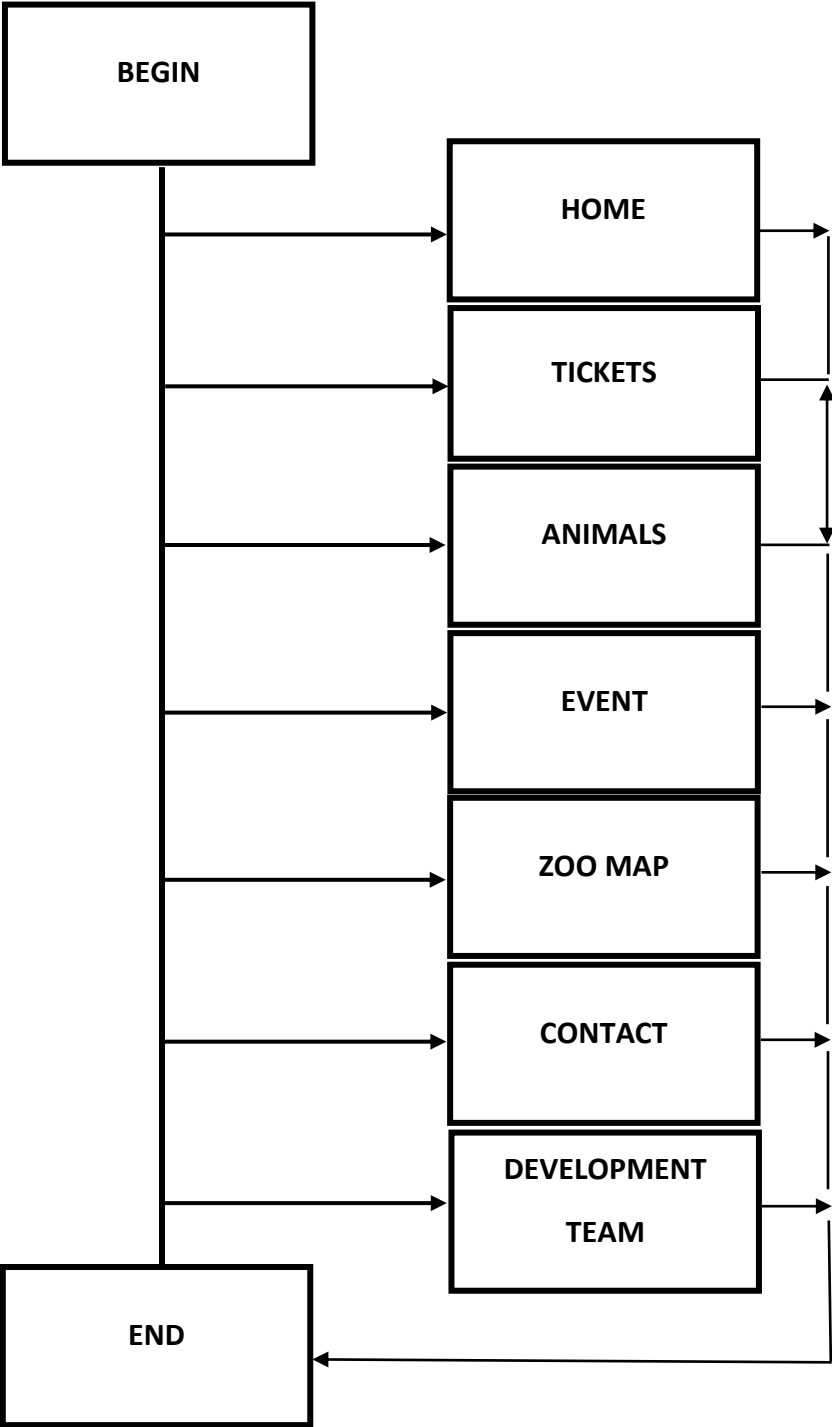 BEGIN
HOME
TICKETS
ANIMALS
EVENT
ZOO MAP
CONTACT
DEVELOPMENT
TEAM
END